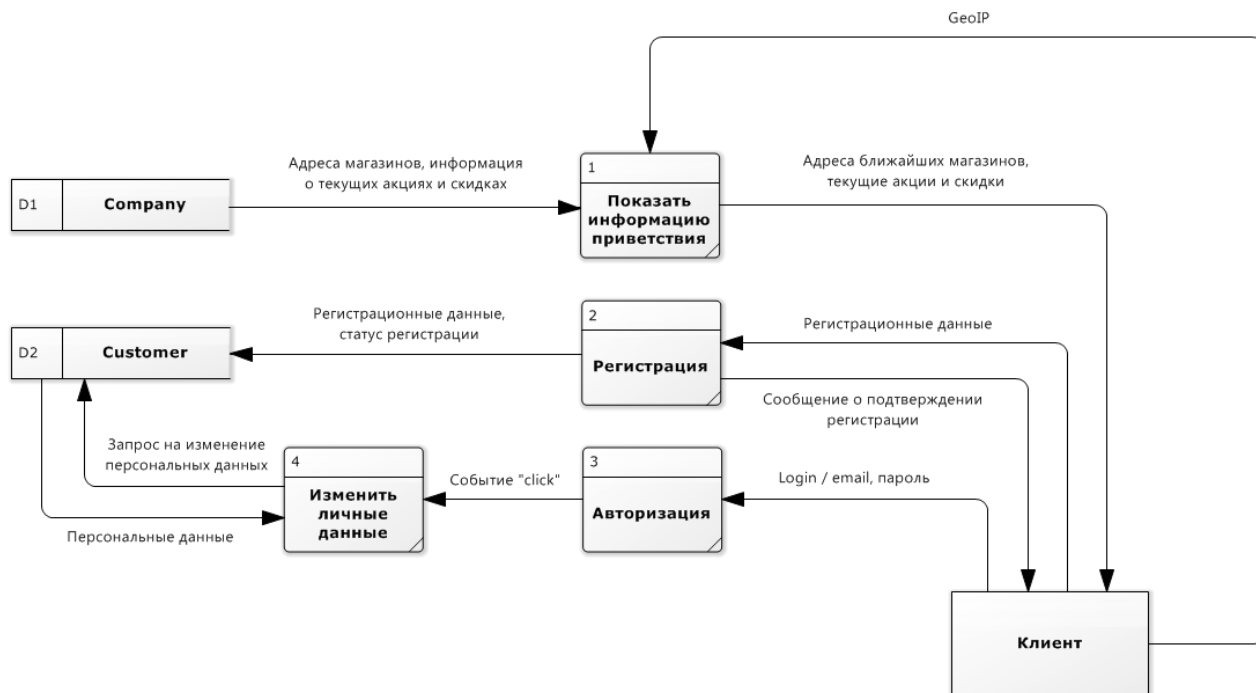 GeoIP
Адреса магазинов, информация
о текущих акциях и скидках
1
Показать
информацию
приветствия
Адреса ближайших магазинов,
текущие акции и скидки
D1
Company
Регистрационные данные,
статус регистрации
2
Регистрация
Регистрационные данные
D2
Customer
Сообщение о подтверждении
регистрации
Запрос на изменение
персональных данных
4
Изменить
личные
данные
Событие "click"
3
Авторизация
Login / email, пароль
Персональные данные
Клиент